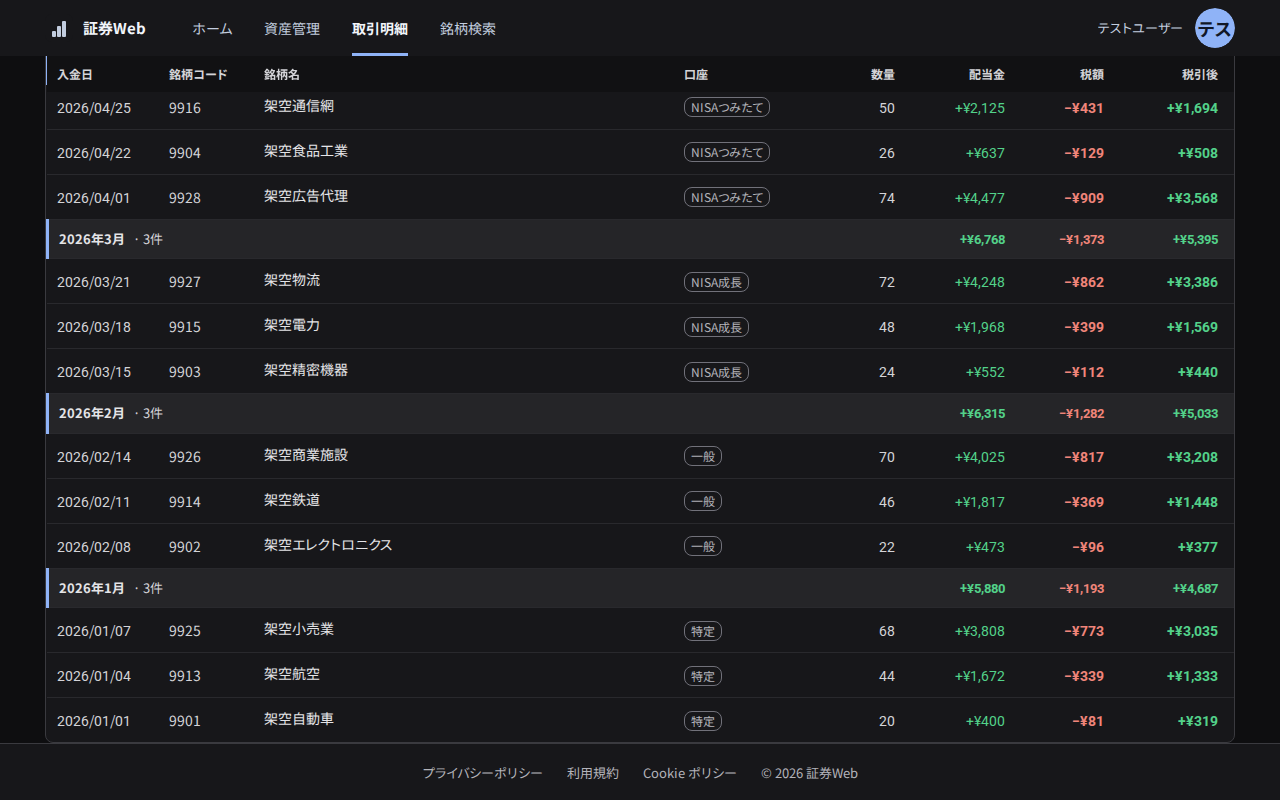 証券Web ホーム 資産管理 取引明細 銘柄検索 テストユーザー テス
入金日 銘柄コード 銘柄名 口座 数量 配当金 税額 税引後
2026/04/25 9916 架空通信網 NISAつみたて 50 +¥2,125 −¥431 +¥1,694
2026/04/22 9904 架空食品工業 NISAつみたて 26 +¥637 −¥129 +¥508
2026/04/01 9928 架空広告代理 NISAつみたて 74 +¥4,477 −¥909 +¥3,568
2026年3月 · 3件 +¥6,768 −¥1,373 +¥5,395
2026/03/21 9927 架空物流 NISA成長 72 +¥4,248 −¥862 +¥3,386
2026/03/18 9915 架空電力 NISA成長 48 +¥1,968 −¥399 +¥1,569
2026/03/15 9903 架空精密機器 NISA成長 24 +¥552 −¥112 +¥440
2026年2月 · 3件 +¥6,315 −¥1,282 +¥5,033
2026/02/14 9926 架空商業施設 一般 70 +¥4,025 −¥817 +¥3,208
2026/02/11 9914 架空鉄道 一般 46 +¥1,817 −¥369 +¥1,448
2026/02/08 9902 架空エレクトロニクス 一般 22 +¥473 −¥96 +¥377
2026年1月 · 3件 +¥5,880 −¥1,193 +¥4,687
2026/01/07 9925 架空小売業 特定 68 +¥3,808 −¥773 +¥3,035
2026/01/04 9913 架空航空 特定 44 +¥1,672 −¥339 +¥1,333
2026/01/01 9901 架空自動車 特定 20 +¥400 −¥81 +¥319
プライバシーポリシー 利用規約 Cookie ポリシー © 2026 証券Web